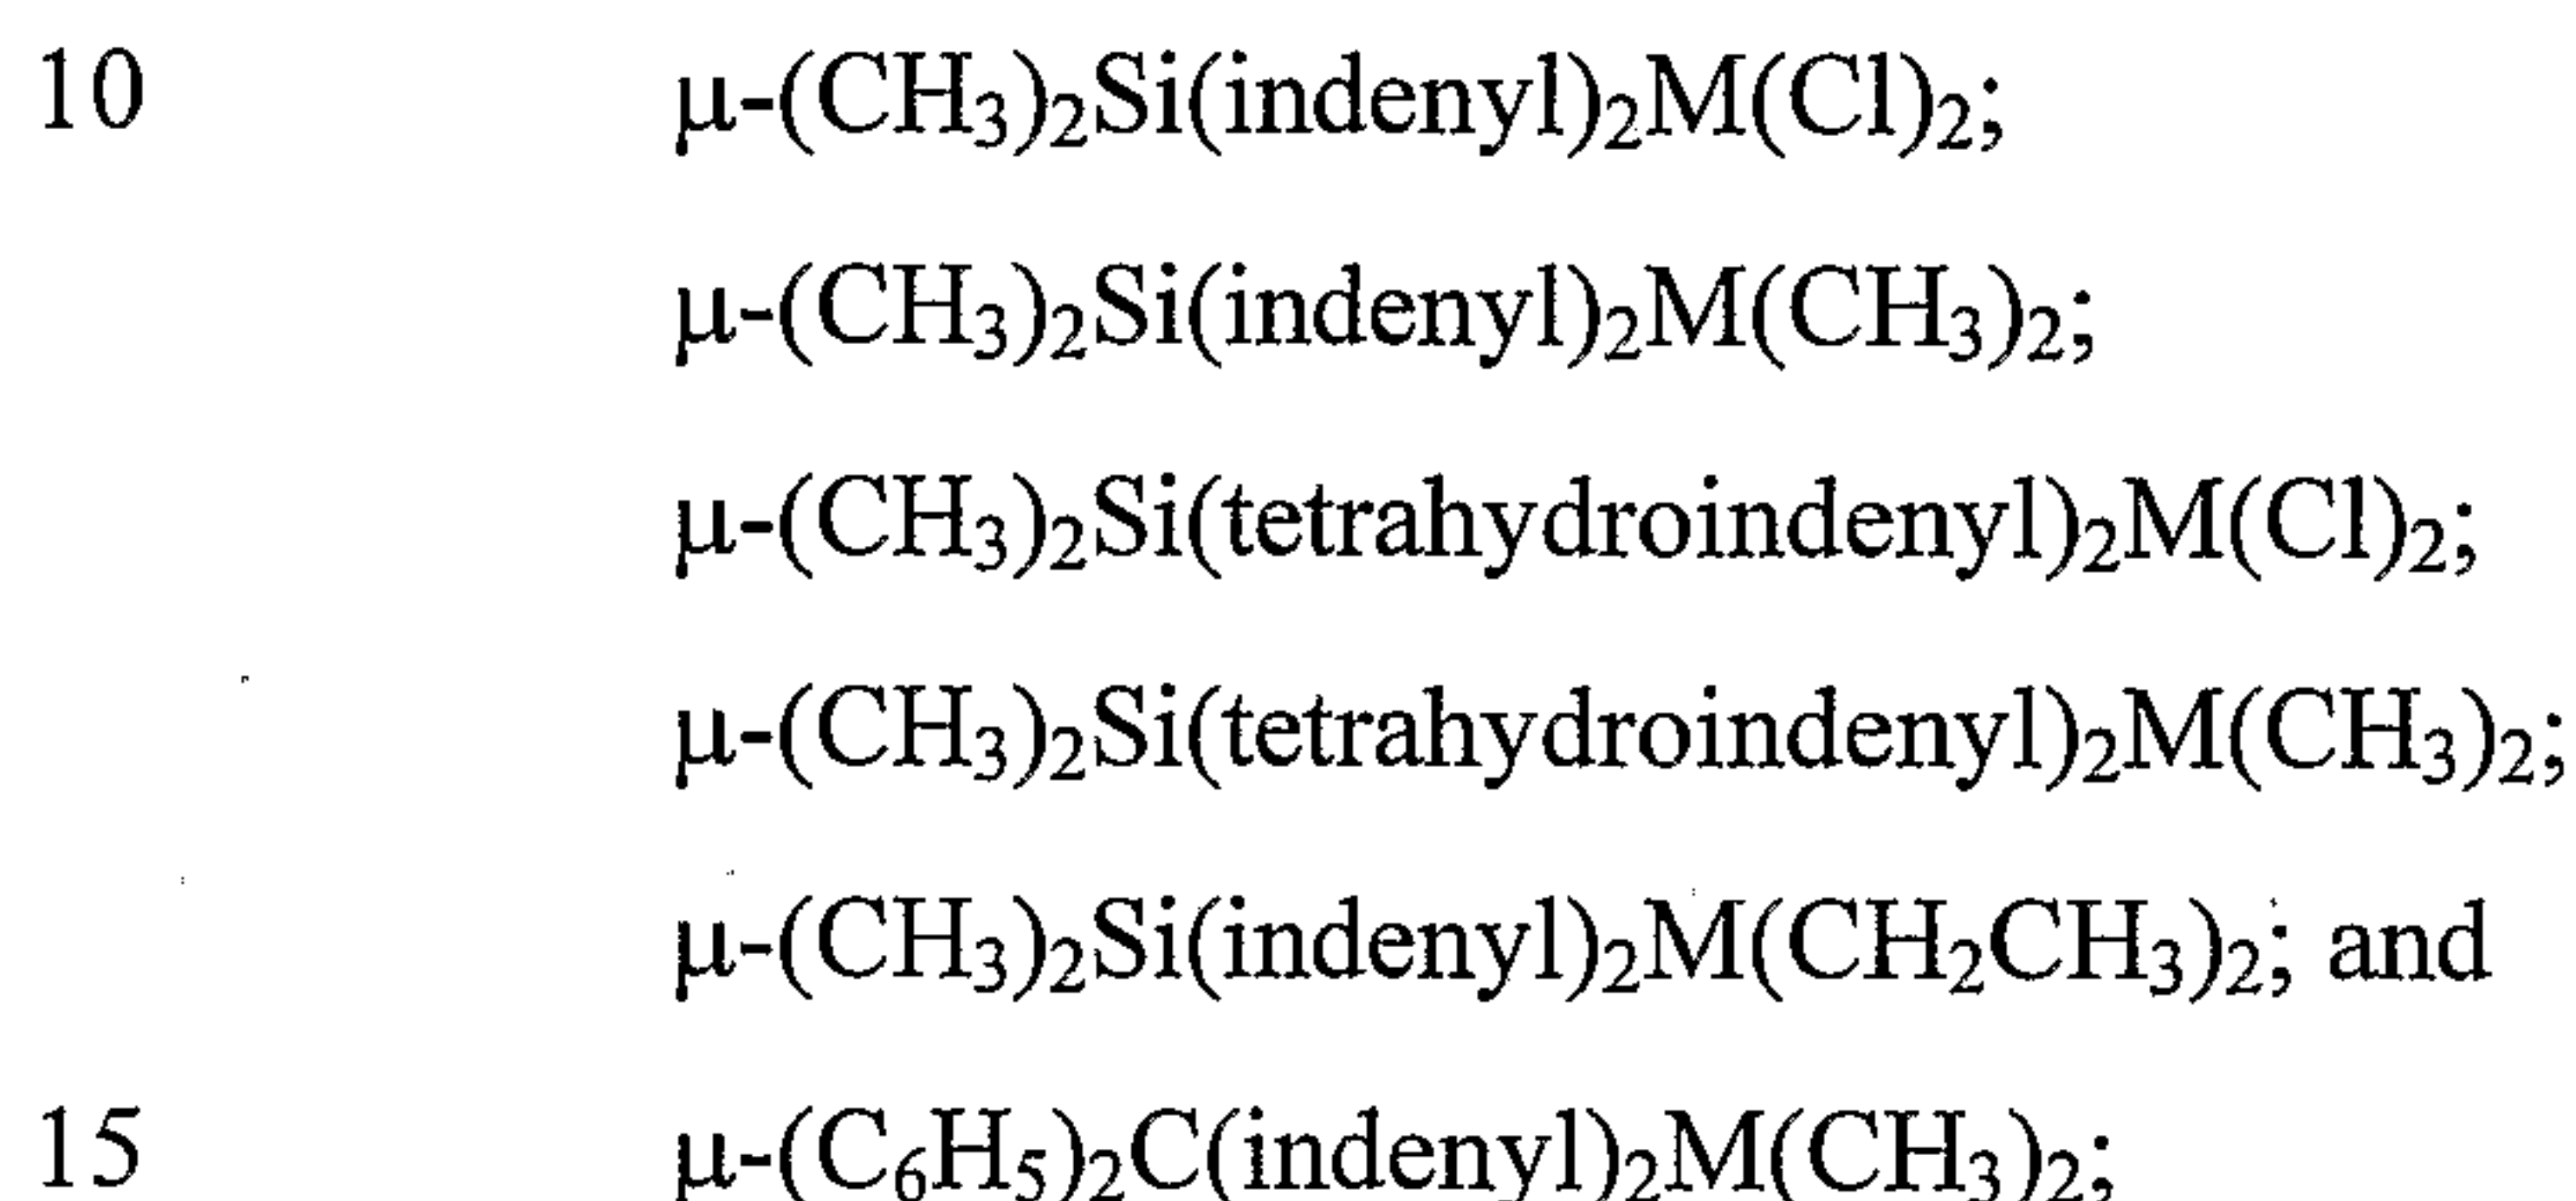 10 μ-(CH₃)₂Si(indenyl)₂M(Cl)₂;
μ-(CH₃)₂Si(indenyl)₂M(CH₃)₂;
μ-(CH₃)₂Si(tetrahydroindenyl)₂M(Cl)₂;
μ-(CH₃)₂Si(tetrahydroindenyl)₂M(CH₃)₂;
μ-(CH₃)₂Si(indenyl)₂M(CH₂CH₃)₂; and
15 μ-(C₆H₅)₂C(indenyl)₂M(CH₃)₂;